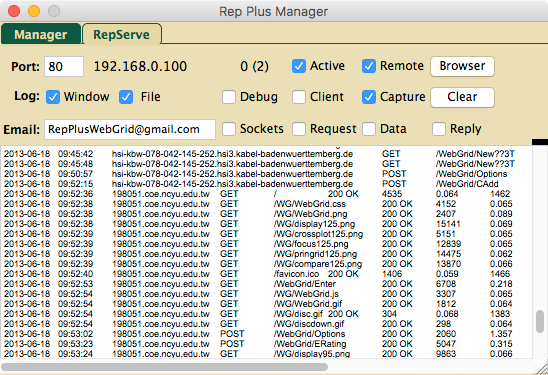 Rep Plus Manager
Manager RepServe
Port: 80 192.168.0.100 0 (2) Active Remote Browser
Log: Window File Debug Client Capture Clear
Email: RepPlusWebGrid@gmail.com Sockets Request Data Reply
2013-06-18 09:45:42 hsi-kbw-078-042-145-252.hsi3.kabel-badenwuerttemberg.de GET /WebGrid/New??3T
2013-06-18 09:45:48 hsi-kbw-078-042-145-252.hsi3.kabel-badenwuerttemberg.de GET /WebGrid/New??3T
2013-06-18 09:50:57 hsi-kbw-078-042-145-252.hsi3.kabel-badenwuerttemberg.de POST /WebGrid/Options
2013-06-18 09:52:15 hsi-kbw-078-042-145-252.hsi3.kabel-badenwuerttemberg.de POST /WebGrid/CAdd
2013-06-18 09:52:36 198051.coe.ncyu.edu.tw GET / 200 OK 4535 0.064 1462
2013-06-18 09:52:39 198051.coe.ncyu.edu.tw GET /WG/WebGrid.css 200 OK 4152 0.065
2013-06-18 09:52:39 198051.coe.ncyu.edu.tw GET /WG/WebGrid.png 200 OK 2407 0.089
2013-06-18 09:52:39 198051.coe.ncyu.edu.tw GET /WG/display125.png 200 OK 15141 0.069
2013-06-18 09:52:39 198051.coe.ncyu.edu.tw GET /WG/crossplot125.png 200 OK 5151 0.065
2013-06-18 09:52:39 198051.coe.ncyu.edu.tw GET /WG/focus125.png 200 OK 12839 0.065
2013-06-18 09:52:39 198051.coe.ncyu.edu.tw GET /WG/pringrid125.png 200 OK 14475 0.062
2013-06-18 09:52:39 198051.coe.ncyu.edu.tw GET /WG/compare125.png 200 OK 13870 0.066
2013-06-18 09:52:40 198051.coe.ncyu.edu.tw GET /favicon.ico 200 OK 1406 0.059 1466
2013-06-18 09:52:53 198051.coe.ncyu.edu.tw GET /WebGrid/Enter 200 OK 6708 0.218
2013-06-18 09:52:54 198051.coe.ncyu.edu.tw GET /WG/WebGrid.js 200 OK 3307 0.065
2013-06-18 09:52:54 198051.coe.ncyu.edu.tw GET /WG/WebGrid.gif 200 OK 1812 0.064
2013-06-18 09:52:54 198051.coe.ncyu.edu.tw GET /WG/disc.gif 200 OK 304 0.068 1383
2013-06-18 09:52:54 198051.coe.ncyu.edu.tw GET /WG/discdown.gif 200 OK 298 0.064
2013-06-18 09:53:02 198051.coe.ncyu.edu.tw POST /WebGrid/Options 200 OK 2060 1.357
2013-06-18 09:53:23 198051.coe.ncyu.edu.tw POST /WebGrid/ERating 200 OK 5047 0.315
2013-06-18 09:53:24 198051.coe.ncyu.edu.tw GET /WG/display95.png 200 OK 9863 0.066